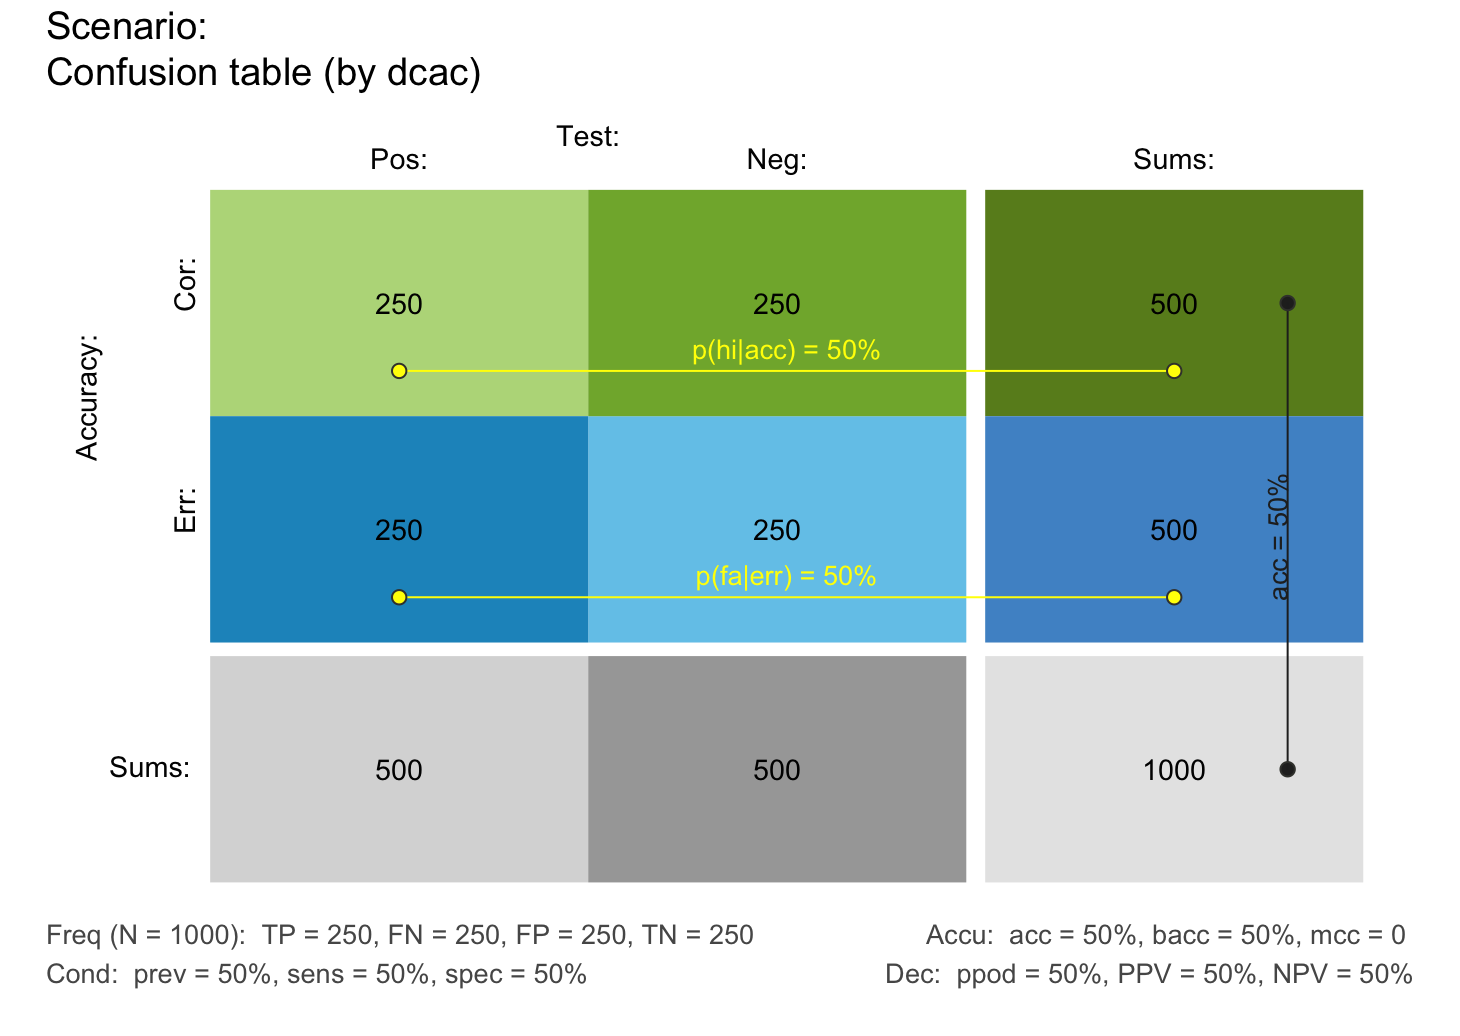 Scenario:
Confusion table (by dcac)
Test:
Pos:
Neg:
Sums:
Accuracy:
Cor:
250
250
500
p(hi|acc) = 50%
Err:
250
250
500
acc = 50%
p(fa|err) = 50%
Sums:
500
500
1000
Freq (N = 1000):  TP = 250, FN = 250, FP = 250, TN = 250
Accu:  acc = 50%, bacc = 50%, mcc = 0
Cond:  prev = 50%, sens = 50%, spec = 50%
Dec:  ppod = 50%, PPV = 50%, NPV = 50%